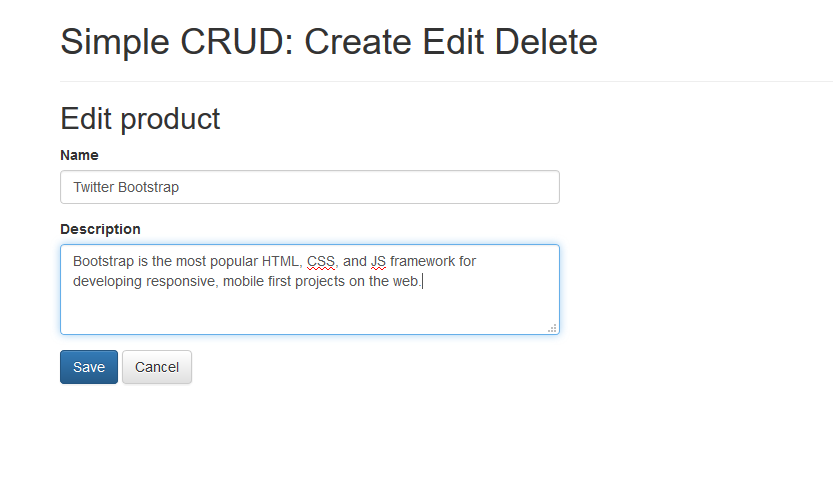 Simple CRUD: Create Edit Delete
Edit product
Name
Twitter Bootstrap
Description
Bootstrap is the most popular HTML, CSS, and JS framework for
developing responsive, mobile first projects on the web.
Save Cancel